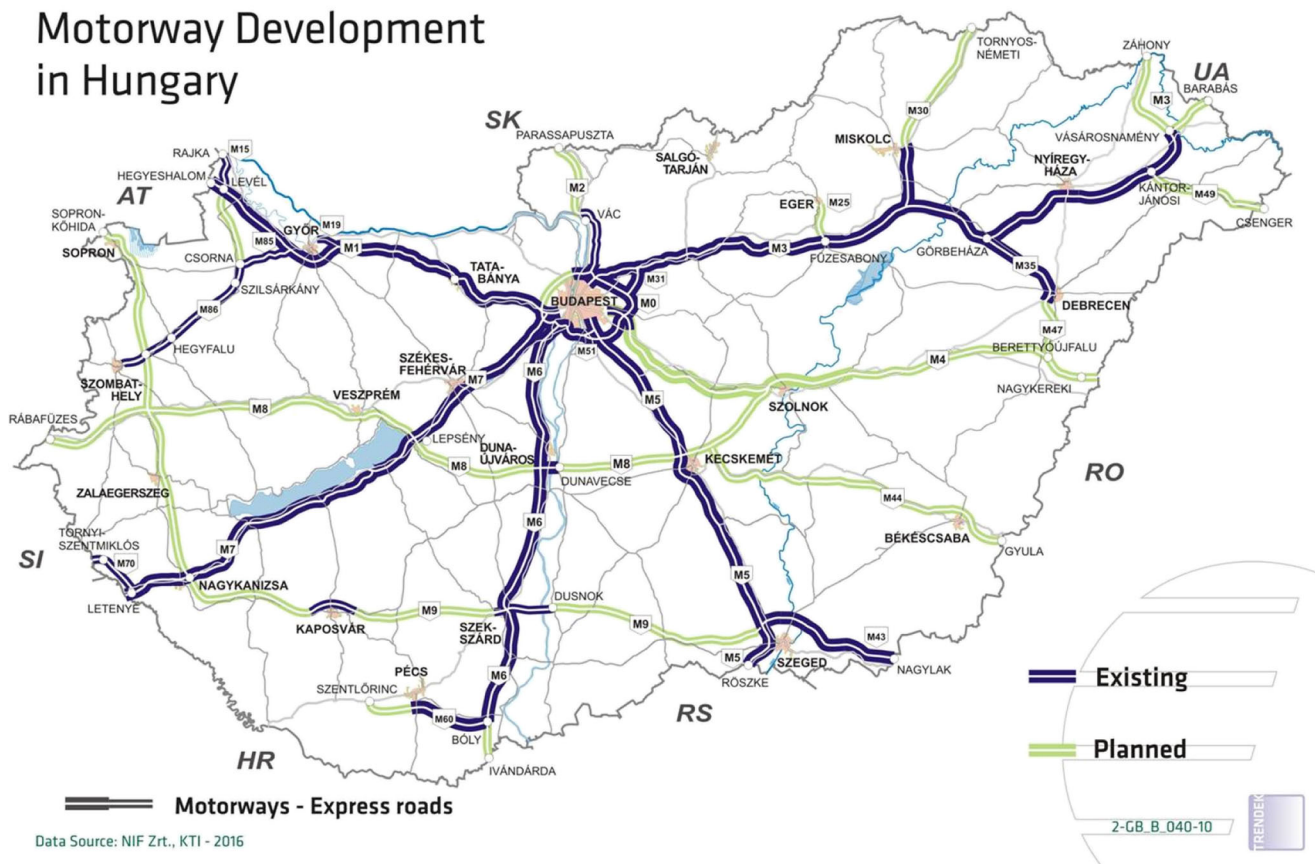 Motorway Development
in Hungary
SK
UA
AT
SI
HR
RS
RO
TORNYOS-
NÉMETI
ZÁHONY
M3
BARABÁS
M30
VÁSÁROSNAMÉNY
PARASSAPUSZTA
SALGÓ-
TARJÁN
MISKOLC
NYÍREGY-
HÁZA
RAJKA
M15
HEGYESHALOM
LEVÉL
M2
EGER
M25
KÁNTOR-
JÁNOSI
M49
CSENGER
SOPRON-
KŐHIDA
SOPRON
M85
GYŐR
M19
M1
VÁC
M3
FÜZESABONY
GÖRBEHÁZA
M35
CSORNA
TATA-
BÁNYA
M31
M0
BUDAPEST
DEBRECEN
SZILSÁRKÁNY
M86
M47
HEGYFALU
M51
BERETTYÓÚJFALU
SZOMBAT-
HELY
SZÉKES-
FEHÉRVÁR
M7
M6
M4
NAGYKEREKI
VESZPRÉM
M5
SZOLNOK
RÁBAFÜZES
M8
LEPSÉNY
DUNA-
ÚJVÁROS
M8
M8
KECSKEMÉT
DUNAVECSE
ZALAEGERSZEG
M44
M6
BÉKÉSCSABA
GYULA
TORNYI-
SZENTMIKLÓS
M70
M7
LETENYE
NAGYKANIZSA
M5
DUSNOK
KAPOSVÁR
M9
SZEK-
SZÁRD
M9
M43
M5
SZEGED
NAGYLAK
RÖSZKE
PÉCS
M6
SZENTLŐRINC
M60
BÓLY
IVÁNDÁRDA
Existing
Planned
Motorways - Express roads
Data Source: NIF Zrt., KTI - 2016
2-GB_B_040-10
TRENDEK